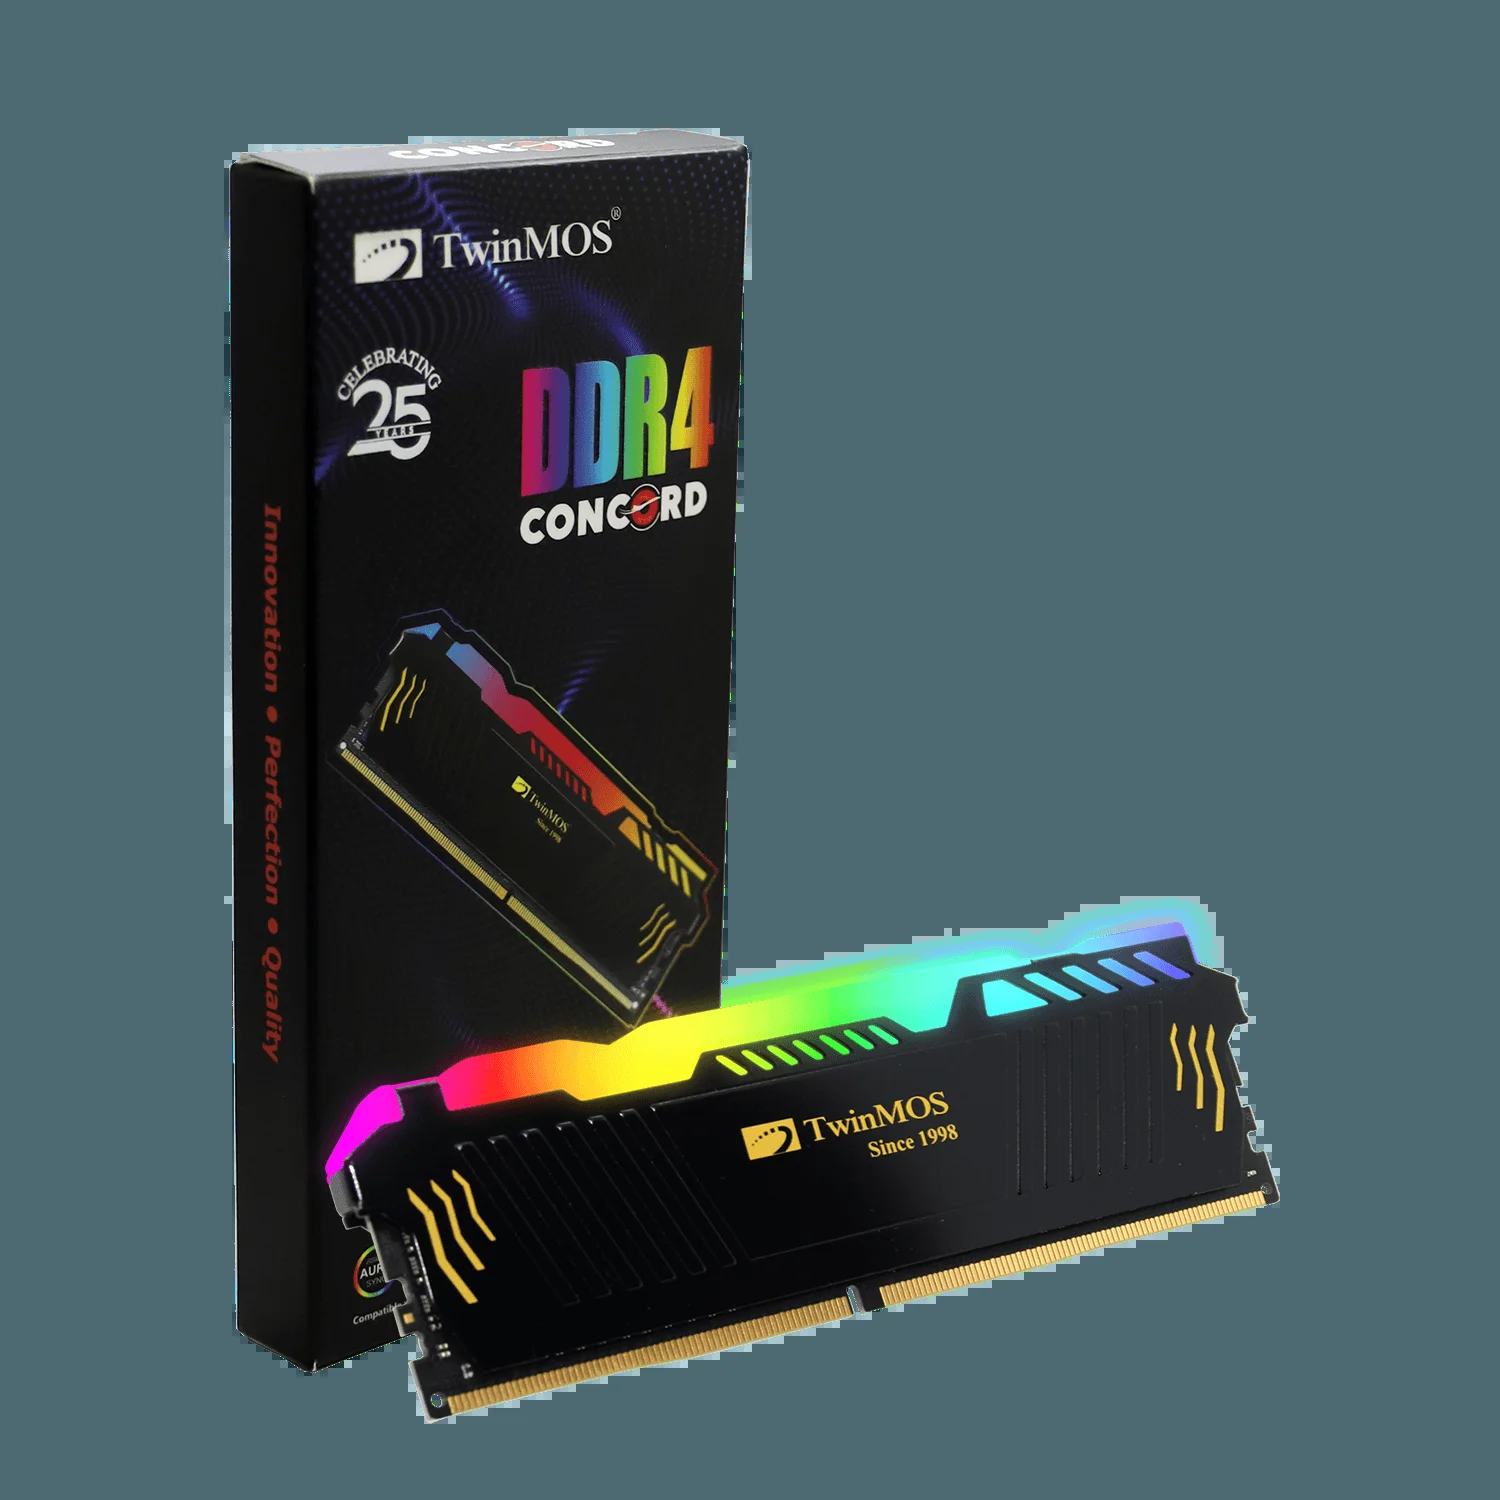 CONCORD
TwinMOS®
CELEBRATING
25
YEARS
DDR4
CONCORD
Innovation • Perfection • Quality
TwinMOS
Since 1998
TwinMOS
Since 1998